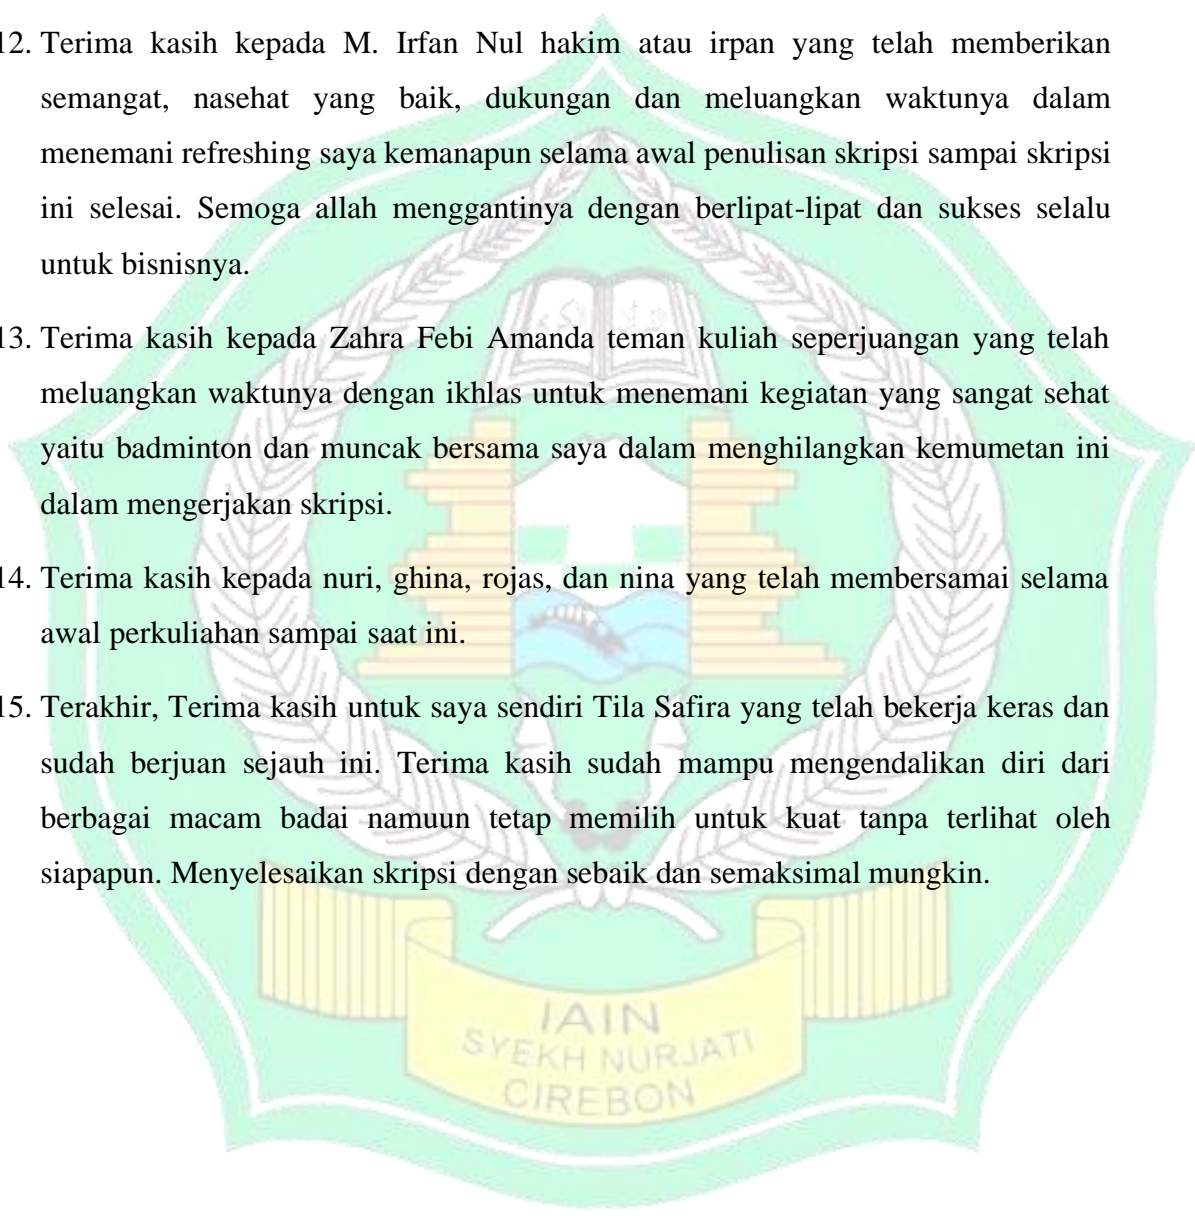 12. Terima kasih kepada M. Irfan Nul hakim atau irpan yang telah memberikan
semangat, nasehat yang baik, dukungan dan meluangkan waktunya dalam
menemani refreshing saya kemanapun selama awal penulisan skripsi sampai skripsi
ini selesai. Semoga allah menggantinya dengan berlipat-lipat dan sukses selalu
untuk bisnisnya.
13. Terima kasih kepada Zahra Febi Amanda teman kuliah seperjuangan yang telah
meluangkan waktunya dengan ikhlas untuk menemani kegiatan yang sangat sehat
yaitu badminton dan muncak bersama saya dalam menghilangkan kemumetan ini
dalam mengerjakan skripsi.
14. Terima kasih kepada nuri, ghina, rojas, dan nina yang telah membersamai selama
awal perkuliahan sampai saat ini.
15. Terakhir, Terima kasih untuk saya sendiri Tila Safira yang telah bekerja keras dan
sudah berjuan sejauh ini. Terima kasih sudah mampu mengendalikan diri dari
berbagai macam badai namuun tetap memilih untuk kuat tanpa terlihat oleh
siapapun. Menyelesaikan skripsi dengan sebaik dan semaksimal mungkin.
IAIN
SYEKH NURJATI
CIREBON